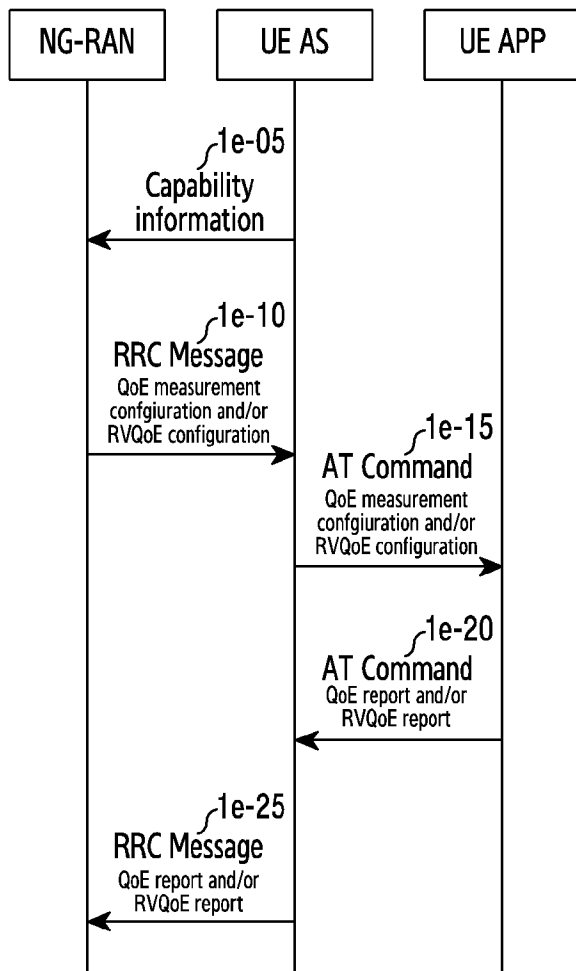 NG-RAN
UE AS
UE APP
1e-05
Capability
information
1e-10
RRC Message
QoE measurement
confgiuration and/or
RVQoE configuration
1e-15
AT Command
QoE measurement
confgiuration and/or
RVQoE configuration
1e-20
AT Command
QoE report and/or
RVQoE report
1e-25
RRC Message
QoE report and/or
RVQoE report